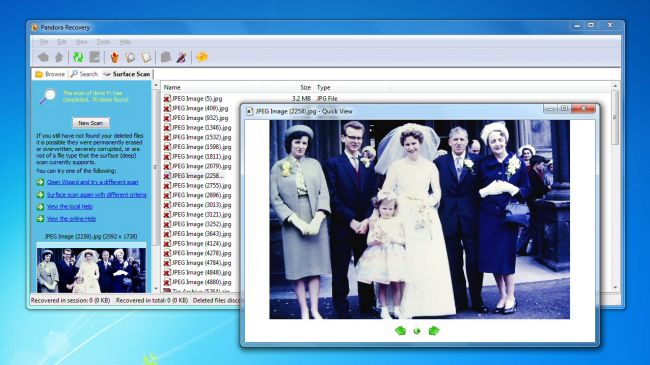 Pandora Recovery
File Edit View Tools Help
Browse Search Surface Scan
The scan of drive F: has
completed. 70 items found.
New Scan
If you still have not found your deleted files
it is possible they were permanently erased
or overwritten, severely corrupt, or are
not of a file type that the surface (deep)
scan currently supports.
You can try one of the following:
Open Wizard and try a different scan
Surface scan again with different criteria
View the local Help
View the online Help
JPEG Image (2258).jpg (2592 x 1728)
Name Size Type
JPEG Image (5).jpg 3.2 MB JPG File
JPEG Image (409).jpg
JPEG Image (932).jpg
JPEG Image (1346).jpg
JPEG Image (1532).jpg
JPEG Image (1598).jpg
JPEG Image (1811).jpg
JPEG Image (2079).jpg
JPEG Image (2258...
JPEG Image (2755).jpg
JPEG Image (2896).jpg
JPEG Image (3013).jpg
JPEG Image (3121).jpg
JPEG Image (3252).jpg
JPEG Image (3643).jpg
JPEG Image (4124).jpg
JPEG Image (4278).jpg
JPEG Image (4784).jpg
JPEG Image (4848).jpg
JPEG Image (4880).jpg
Recovered in session: 0 (0 KB) Recovered in total: 0 (0 KB) Deleted files disco
JPEG Image (2258).jpg - Quick View